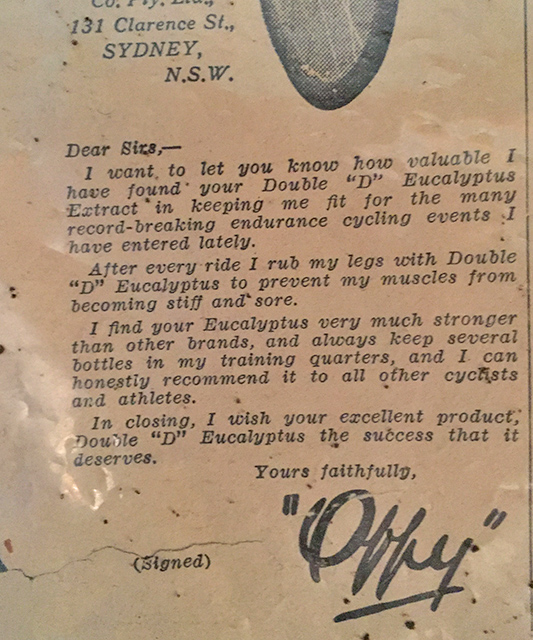 Co. Pty. Ltd.,
131 Clarence St.,
SYDNEY,
N.S.W.
Dear Sirs,—
I want to let you know how valuable I
have found your Double "D" Eucalyptus
Extract in keeping me fit for the many
record-breaking endurance cycling events I
have entered lately.
After every ride I rub my legs with Double
"D" Eucalyptus to prevent my muscles from
becoming stiff and sore.
I find your Eucalyptus very much stronger
than other brands, and always keep several
bottles in my training quarters, and I can
honestly recommend it to all other cyclists
and athletes.
In closing, I wish your excellent product,
Double "D" Eucalyptus the success that it
deserves.
Yours faithfully,
"Oppy"
(Signed)